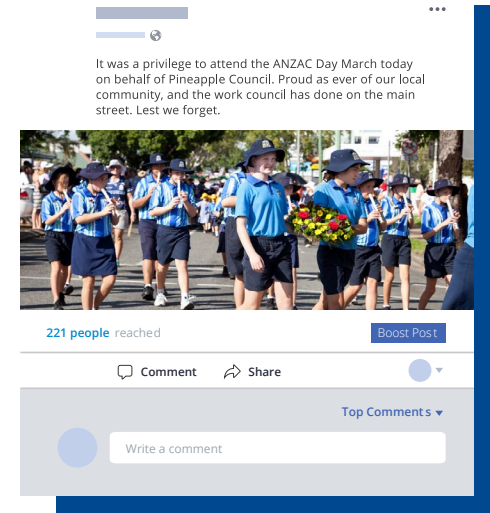 It was a privilege to attend the ANZAC Day March today
on behalf of Pineapple Council. Proud as ever of our local
community, and the work council has done on the main
street. Lest we forget.
221 people reached
Boost Post
Comment
Share
Top Comments
Write a comment